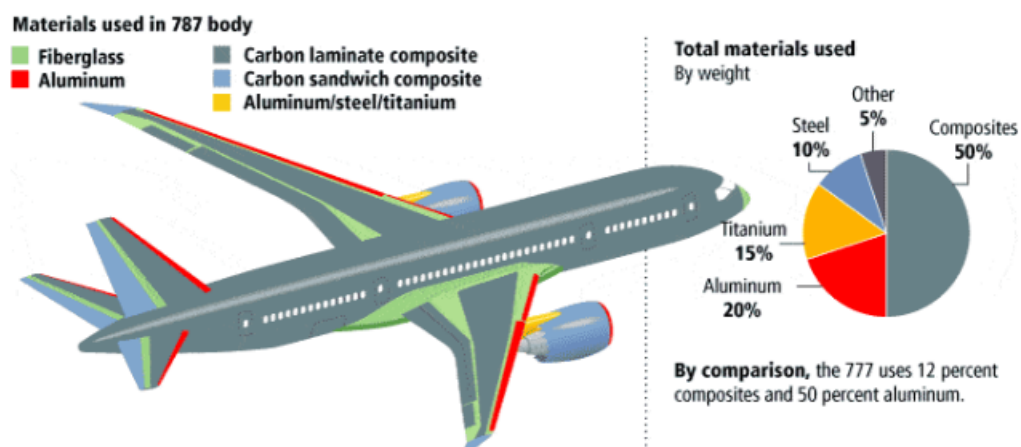 Materials used in 787 body
Fiberglass
Aluminum
Carbon laminate composite
Carbon sandwich composite
Aluminum/steel/titanium
Total materials used
By weight
Other
5%
Steel
10%
Composites
50%
Titanium
15%
Aluminum
20%
By comparison, the 777 uses 12 percent
composites and 50 percent aluminum.